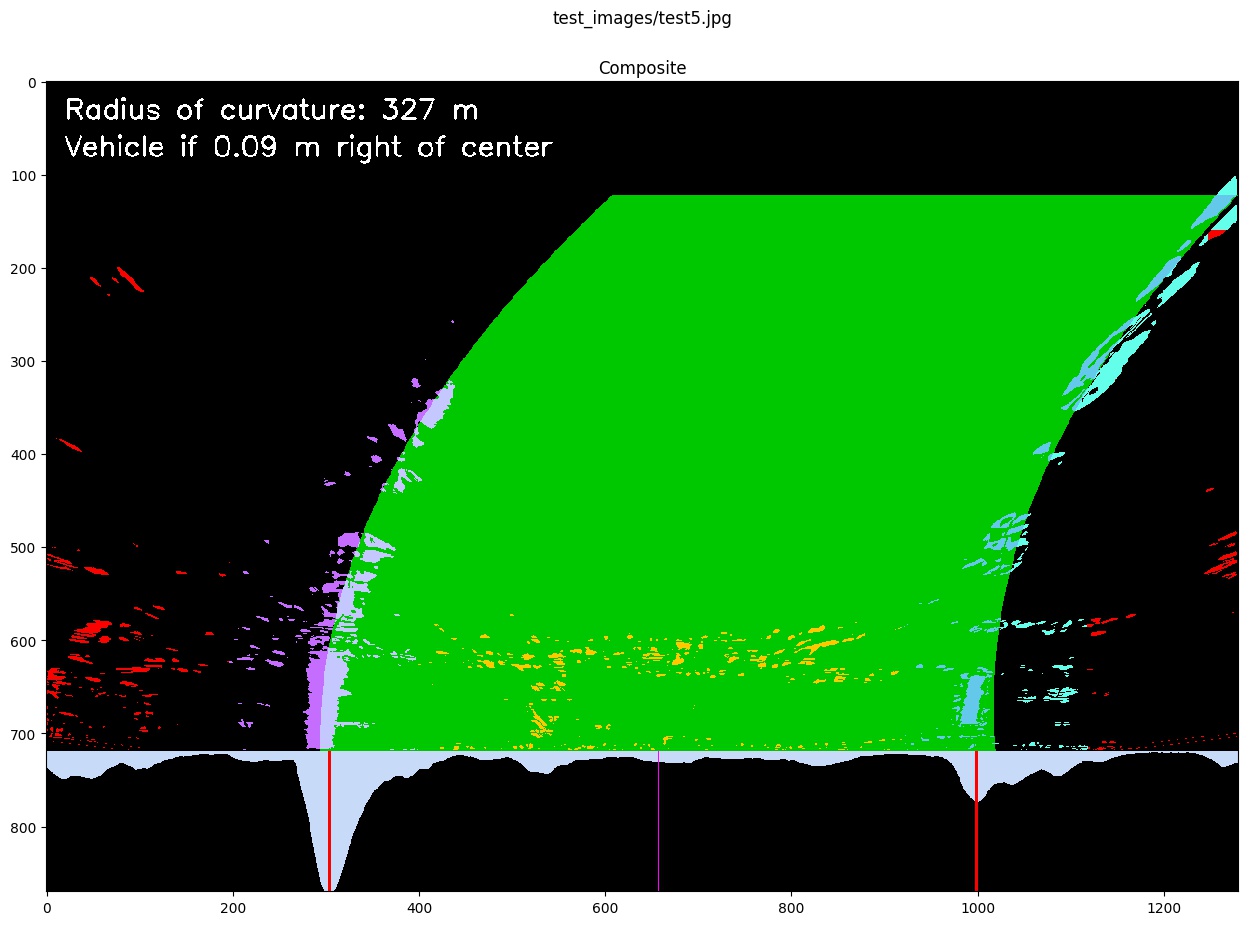 test_images/test5.jpg
Composite
Radius of curvature: 327 m
Vehicle if 0.09 m right of center
0
100
200
300
400
500
600
700
800
0 200 400 600 800 1000 1200